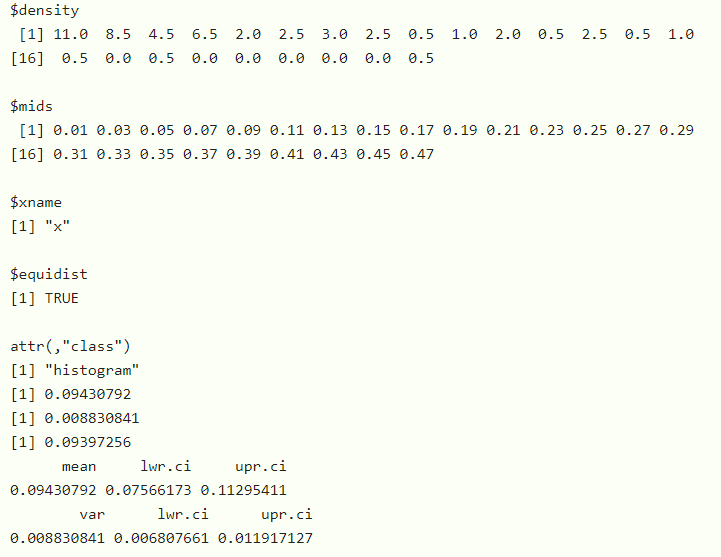 $density
 [1] 11.0  8.5  4.5  6.5  2.0  2.5  3.0  2.5  0.5  1.0  2.0  0.5  2.5  0.5  1.0
[16]  0.5  0.0  0.5  0.0  0.0  0.0  0.0  0.0  0.5
$mids
 [1] 0.01 0.03 0.05 0.07 0.09 0.11 0.13 0.15 0.17 0.19 0.21 0.23 0.25 0.27 0.29
[16] 0.31 0.33 0.35 0.37 0.39 0.41 0.43 0.45 0.47
$xname
[1] "x"
$equidist
[1] TRUE
attr(,"class")
[1] "histogram"
[1] 0.09430792
[1] 0.008830841
[1] 0.09397256
      mean     lwr.ci     upr.ci
0.09430792 0.07566173 0.11295411
        var      lwr.ci      upr.ci
0.008830841 0.006807661 0.011917127